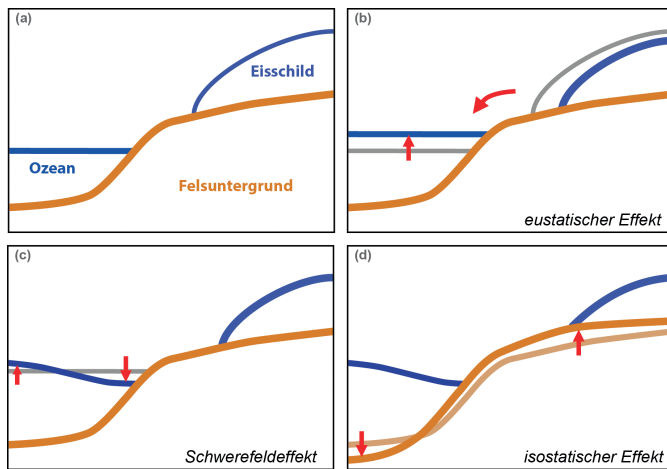 (a)
Eisschild
Ozean
Felsuntergrund
(b)
eustatischer Effekt
(c)
Schwerefeldeffekt
(d)
isostatischer Effekt